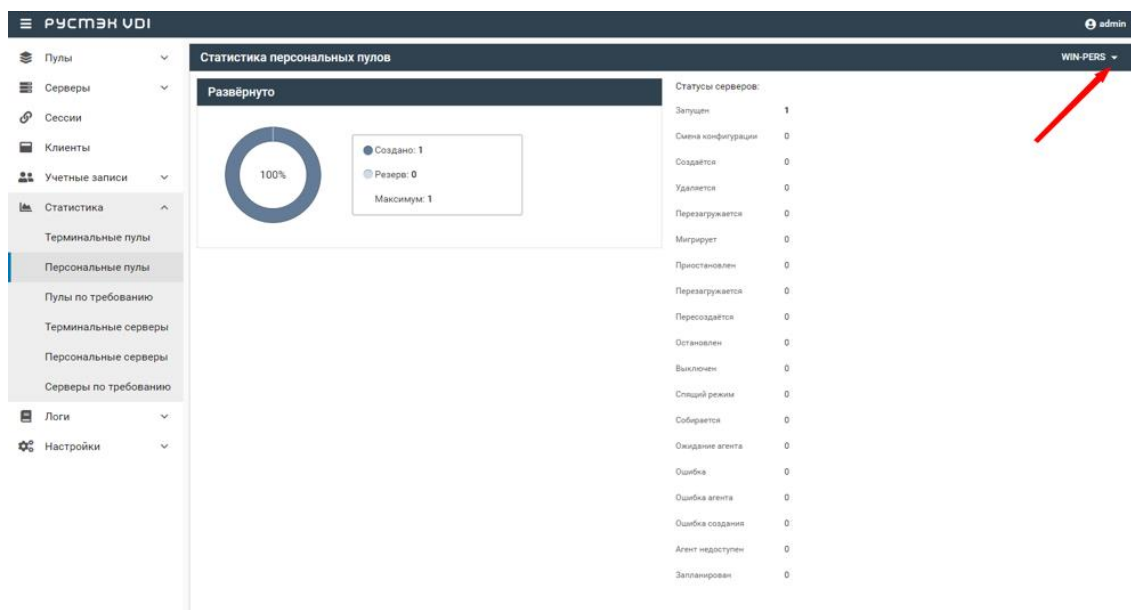 РУСТЭК VDI
admin
Пулы
Серверы
Сессии
Клиенты
Учетные записи
Статистика
Терминальные пулы
Персональные пулы
Пулы по требованию
Терминальные серверы
Персональные серверы
Серверы по требованию
Логи
Настройки
Статистика персональных пулов
WIN-PERS
Развёрнуто
100%
Создано: 1
Резерв: 0
Максимум: 1
Статусы серверов:
Запущен 1
Смена конфигурации 0
Создаётся 0
Удаляется 0
Перезагружается 0
Мигрирует 0
Приостановлен 0
Перезагружается 0
Пересоздаётся 0
Остановлен 0
Выключен 0
Спящий режим 0
Собирается 0
Ожидание агента 0
Ошибка 0
Ошибка агента 0
Ошибка создания 0
Агент недоступен 0
Запланирован 0